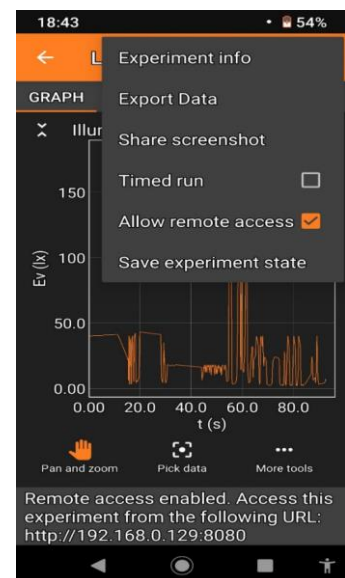 18:43
54%
L
Experiment info
GRAPH
Export Data
Illur
Share screenshot
Timed run
Allow remote access
Save experiment state
Ev (lx)
150
100
50.0
0.00
0.00 20.0 40.0 60.0 80.0
t (s)
Pan and zoom Pick data More tools
Remote access enabled. Access this
experiment from the following URL:
http://192.168.0.129:8080